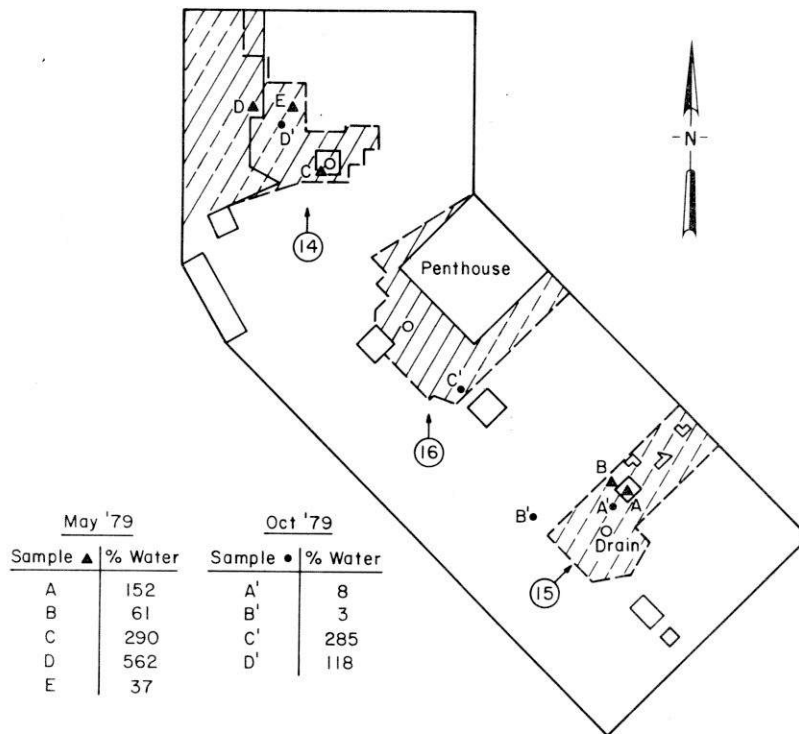 D
E
D'
C
14
N
Penthouse
C'
16
B
A' A
B'
Drain
15
May '79
Sample ▲ % Water
A 152
B 61
C 290
D 562
E 37
Oct '79
Sample • % Water
A' 8
B' 3
C' 285
D' 118